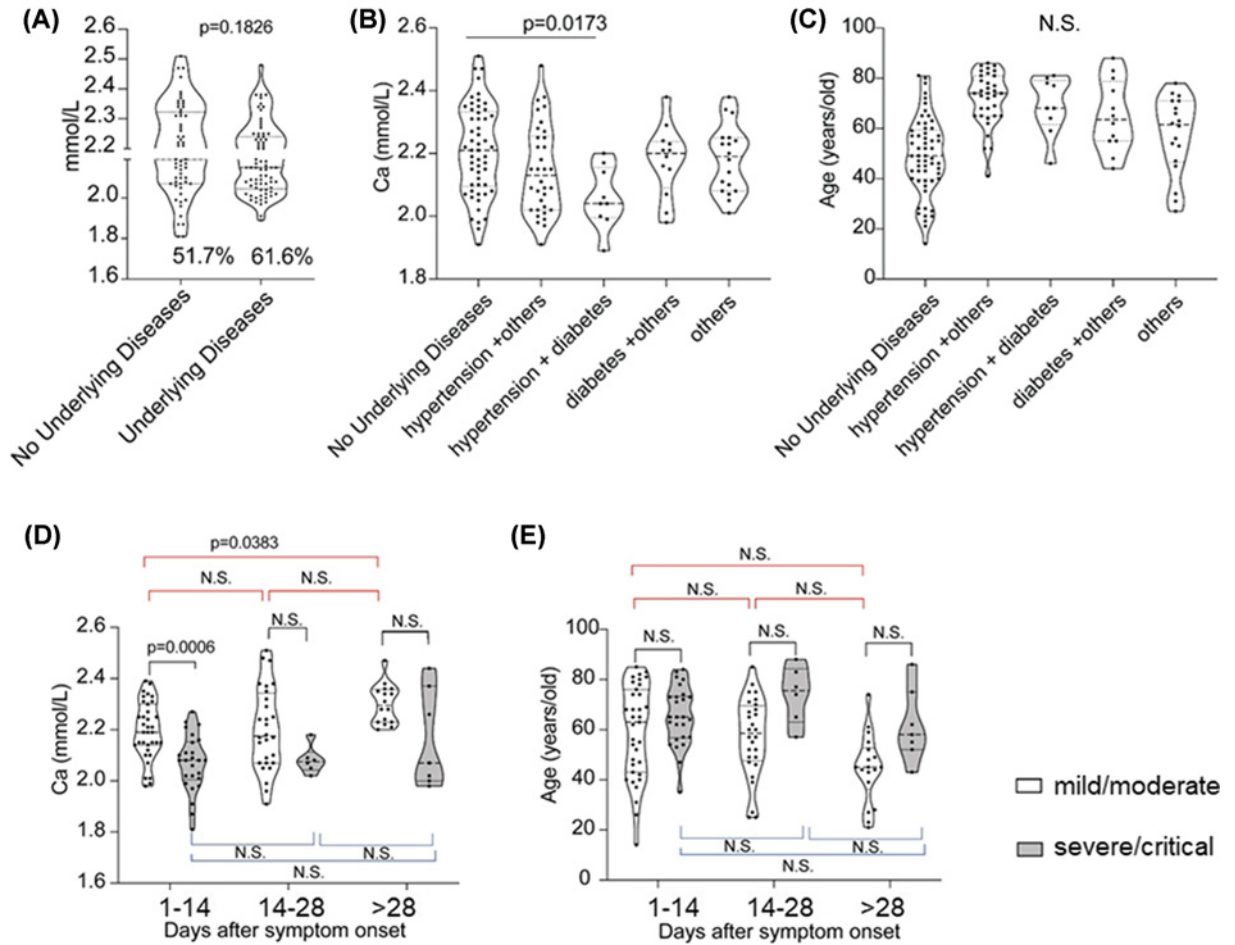 (A)
p=0.1826
mmol/L
2.6
2.5
2.4
2.3
2.2
2.0
1.8
1.6
51.7%
61.6%
No Underlying Diseases
Underlying Diseases
(B)
p=0.0173
Ca (mmol/L)
2.6
2.4
2.2
2.0
1.8
No Underlying Diseases
hypertension +others
hypertension + diabetes
diabetes +others
others
(C)
N.S.
Age (years/old)
100
80
60
40
20
0
No Underlying Diseases
hypertension +others
hypertension + diabetes
diabetes +others
others
(D)
p=0.0383
N.S.
N.S.
N.S.
N.S.
p=0.0006
Ca (mmol/L)
2.6
2.4
2.2
2.0
1.8
1.6
N.S.
N.S.
N.S.
1-14
14-28
>28
Days after symptom onset
(E)
N.S.
N.S.
N.S.
N.S.
N.S.
N.S.
Age (years/old)
100
80
60
40
20
0
N.S.
N.S.
N.S.
1-14
14-28
>28
Days after symptom onset
mild/moderate
severe/critical